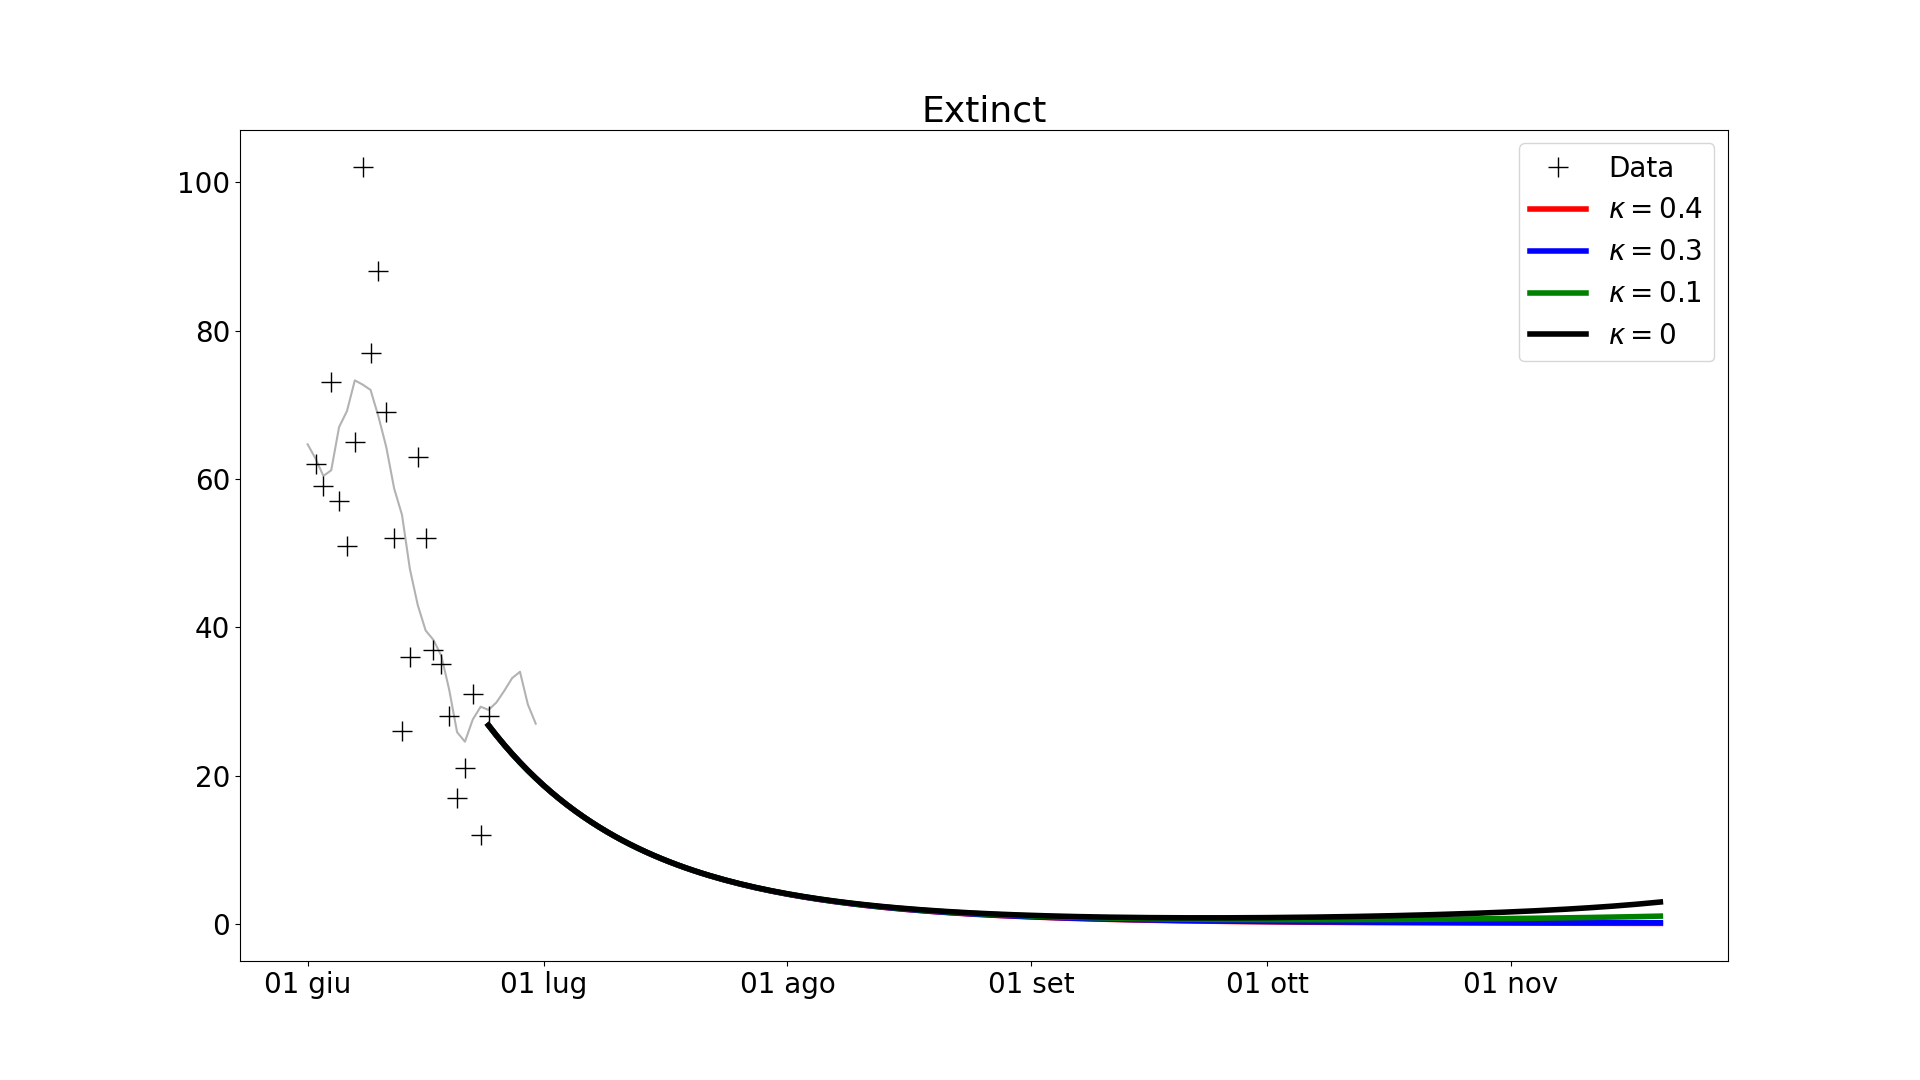 Extinct
100
80
60
40
20
0
01 giu 01 lug 01 ago 01 set 01 ott 01 nov
Data
κ = 0.4
κ = 0.3
κ = 0.1
κ = 0